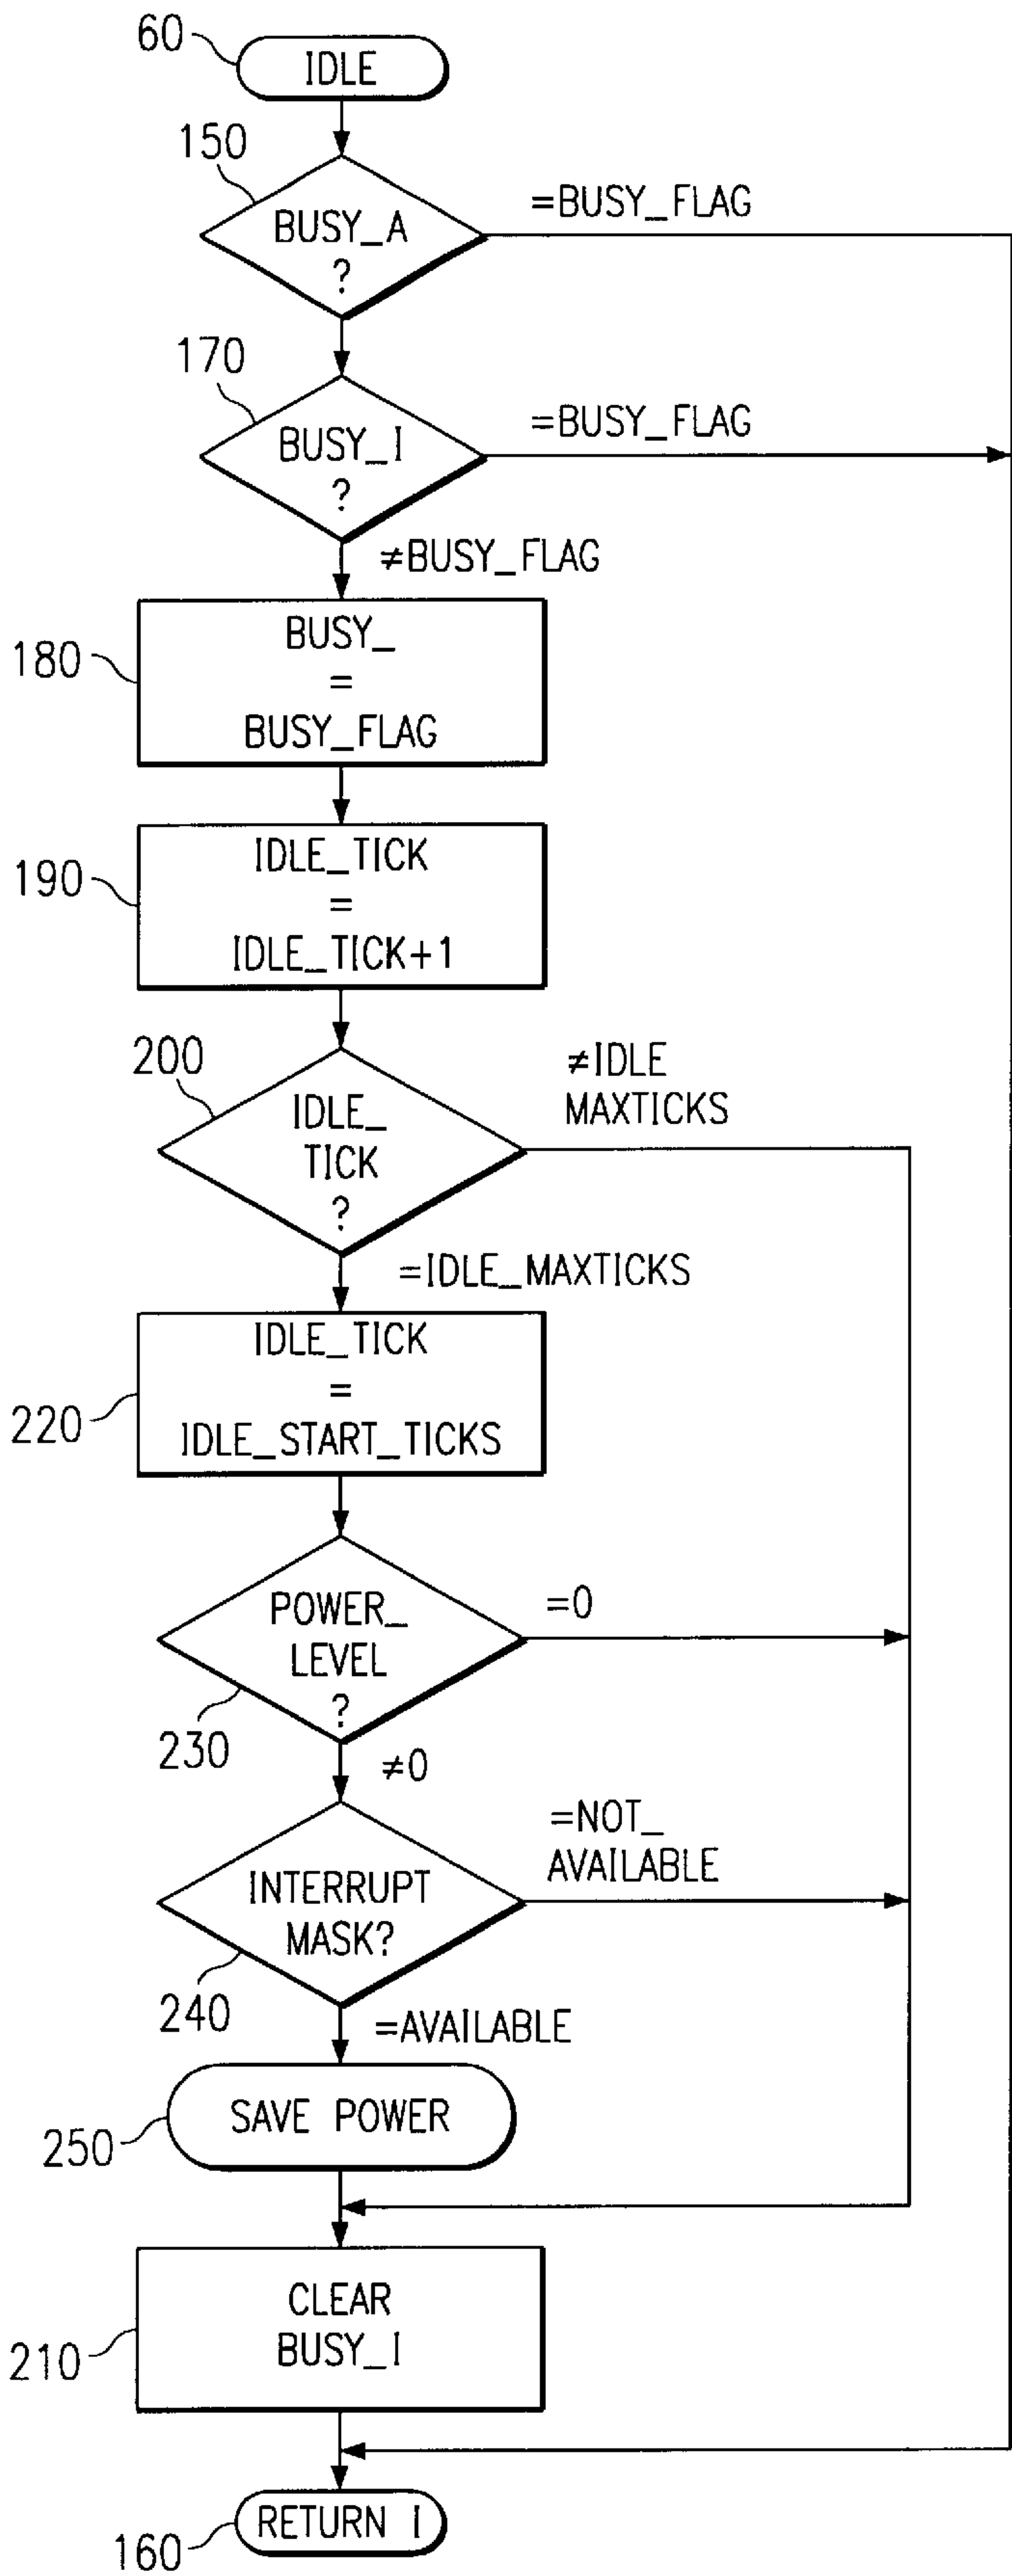 60
IDLE
150
BUSY_A
?
=BUSY_FLAG
170
BUSY_I
?
=BUSY_FLAG
≠BUSY_FLAG
180
BUSY_
=
BUSY_FLAG
190
IDLE_TICK
=
IDLE_TICK+1
200
IDLE_
TICK
?
≠IDLE
MAXTICKS
=IDLE_MAXTICKS
220
IDLE_TICK
=
IDLE_START_TICKS
230
POWER_
LEVEL
?
=0
≠0
240
INTERRUPT
MASK?
=NOT_
AVAILABLE
=AVAILABLE
250
SAVE POWER
210
CLEAR
BUSY_I
160
RETURN I